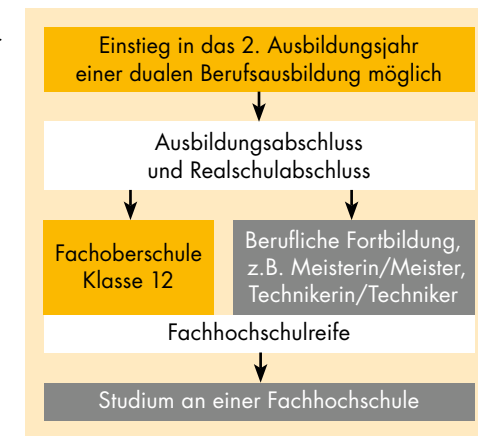 Einstieg in das 2. Ausbildungsjahr
einer dualen Berufsausbildung möglich
Ausbildungsabschluss
und Realschulabschluss
Fachoberschule
Klasse 12
Berufliche Fortbildung,
z.B. Meisterin/Meister,
Technikerin/Techniker
Fachhochschulreife
Studium an einer Fachhochschule